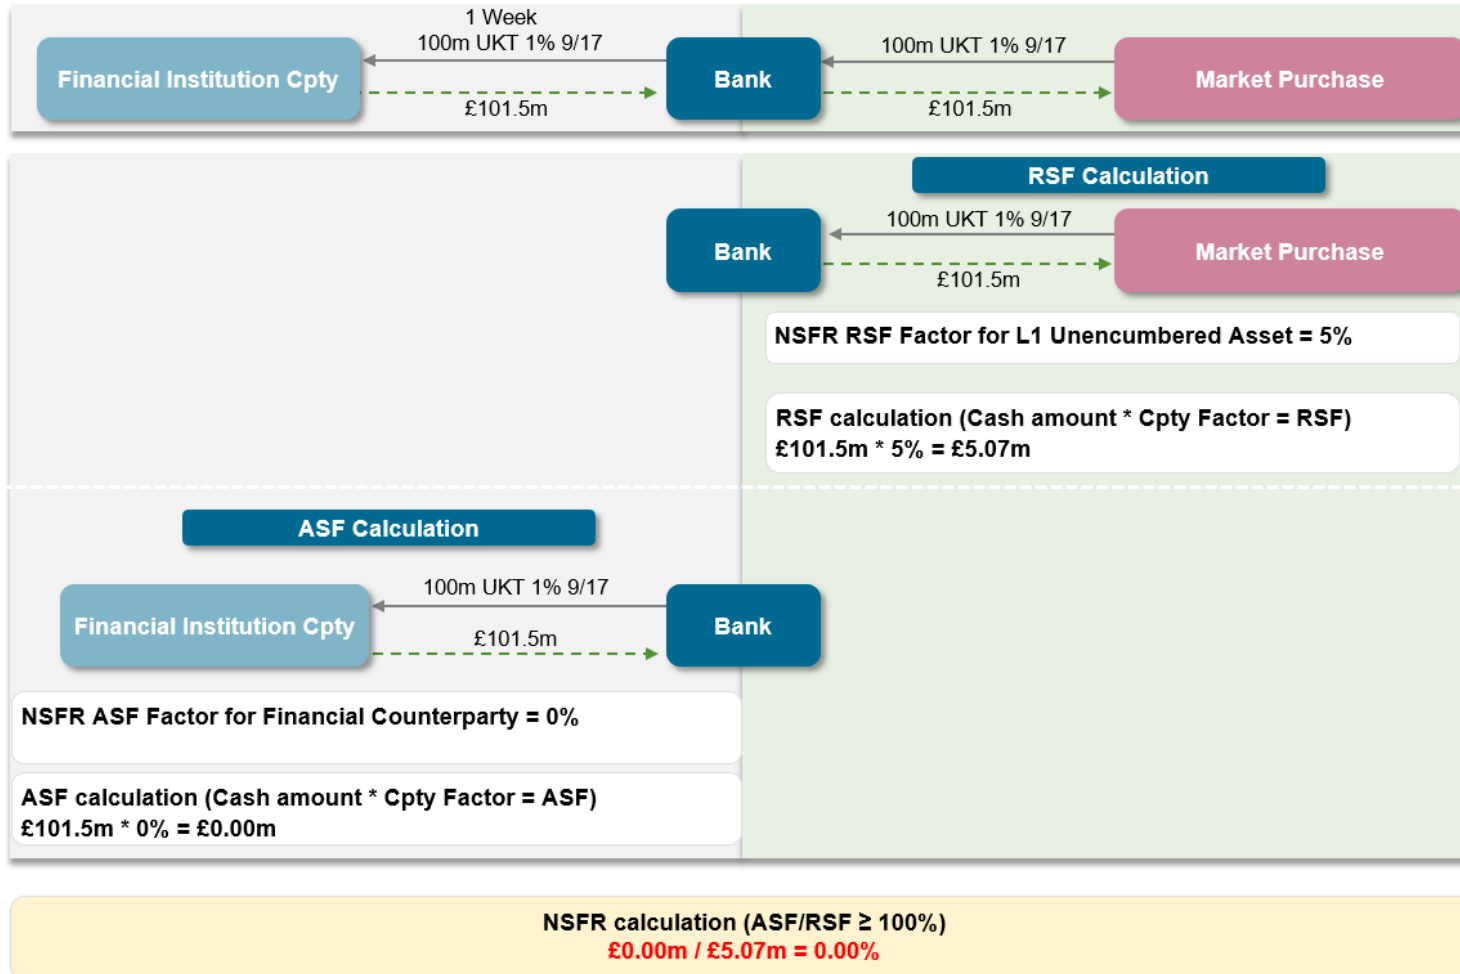 1 Week
100m UKT 1% 9/17
100m UKT 1% 9/17
Financial Institution Cpty
Bank
Market Purchase
£101.5m
£101.5m
RSF Calculation
100m UKT 1% 9/17
Bank
Market Purchase
£101.5m
NSFR RSF Factor for L1 Unencumbered Asset = 5%
RSF calculation (Cash amount * Cpty Factor = RSF)
£101.5m * 5% = £5.07m
ASF Calculation
100m UKT 1% 9/17
Financial Institution Cpty
Bank
£101.5m
NSFR ASF Factor for Financial Counterparty = 0%
ASF calculation (Cash amount * Cpty Factor = ASF)
£101.5m * 0% = £0.00m
NSFR calculation (ASF/RSF ≥ 100%)
£0.00m / £5.07m = 0.00%